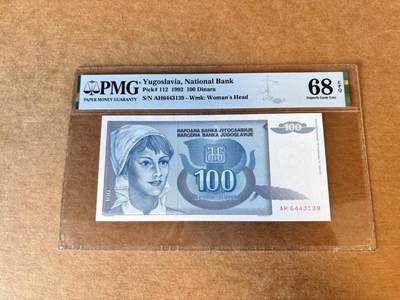 PMG
PAPER MONEY GUARANTY
Yugoslavia, National Bank
Pick# 112 1992 100 Dinara
S/N AH6443139 - Wmk: Woman's Head
68 EPQ
Superb Gem Unc
НАРОДНА БАНКА ЈУГОСЛАВИЈЕ
NARODNA BANKA JUGOSLAVIJE
100
100
100
AH 6443139